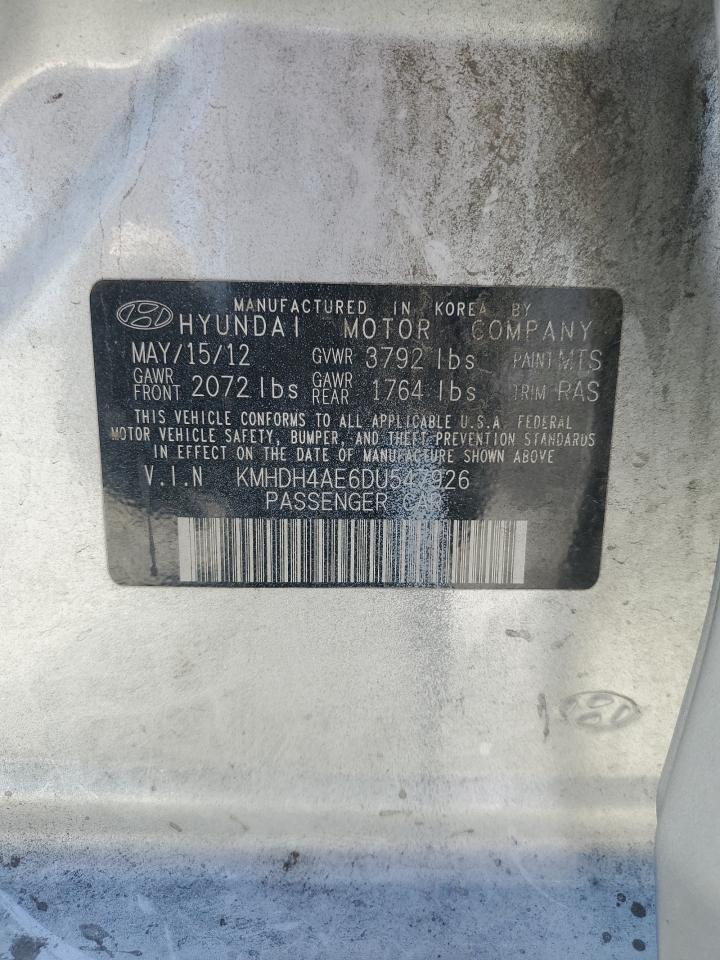 MANUFACTURED IN KOREA BY
HYUNDAI MOTOR COMPANY
MAY/15/12 GVWR 3792 lbs PAINT MTS
GAWR FRONT 2072 lbs GAWR REAR 1764 lbs TRIM RAS
THIS VEHICLE CONFORMS TO ALL APPLICABLE U.S.A. FEDERAL
MOTOR VEHICLE SAFETY, BUMPER, AND THEFT PREVENTION STANDARDS
IN EFFECT ON THE DATE OF MANUFACTURE SHOWN ABOVE
V.I.N KMHDH4AE6DU547926
PASSENGER CAR